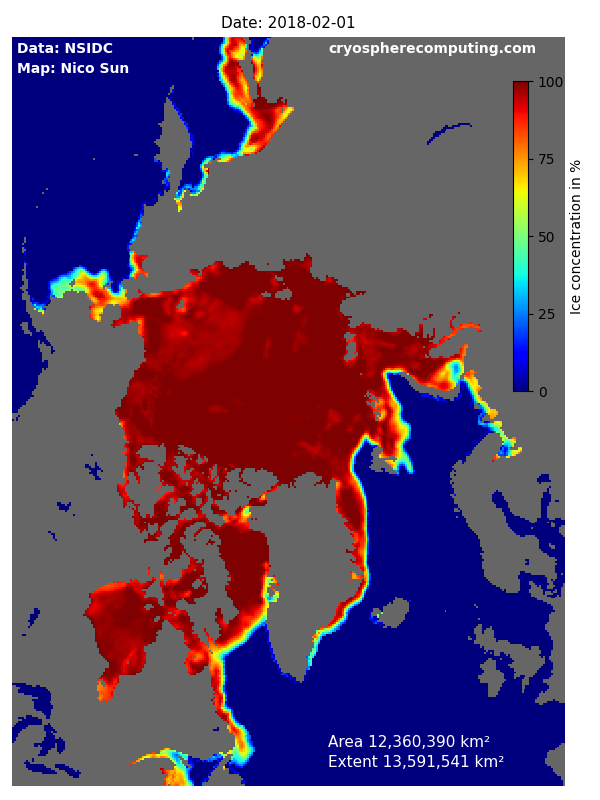 Date: 2018-02-01
Data: NSIDC
Map: Nico Sun
cryospherecomputing.com
100
75
50
25
0
Ice concentration in %
Area 12,360,390 km²
Extent 13,591,541 km²